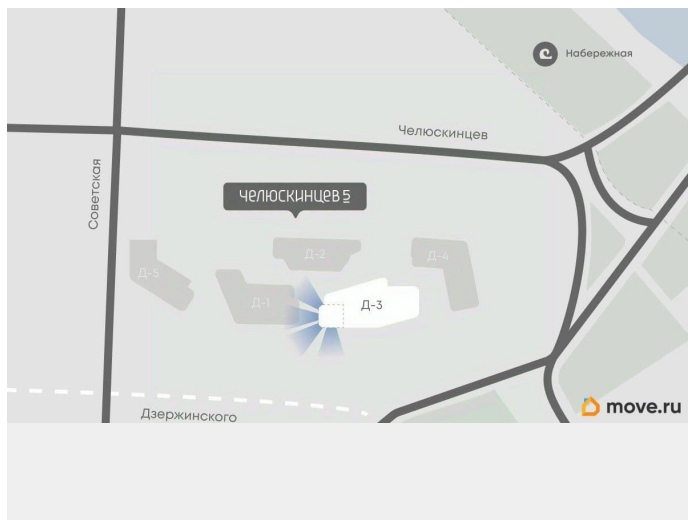 Набережная
Челюскинцев
Советская
ЧЕЛЮСКИНЦЕВ 5
Д-2
Д-4
Д-5
Д-1
Д-3
Дзержинского
move.ru